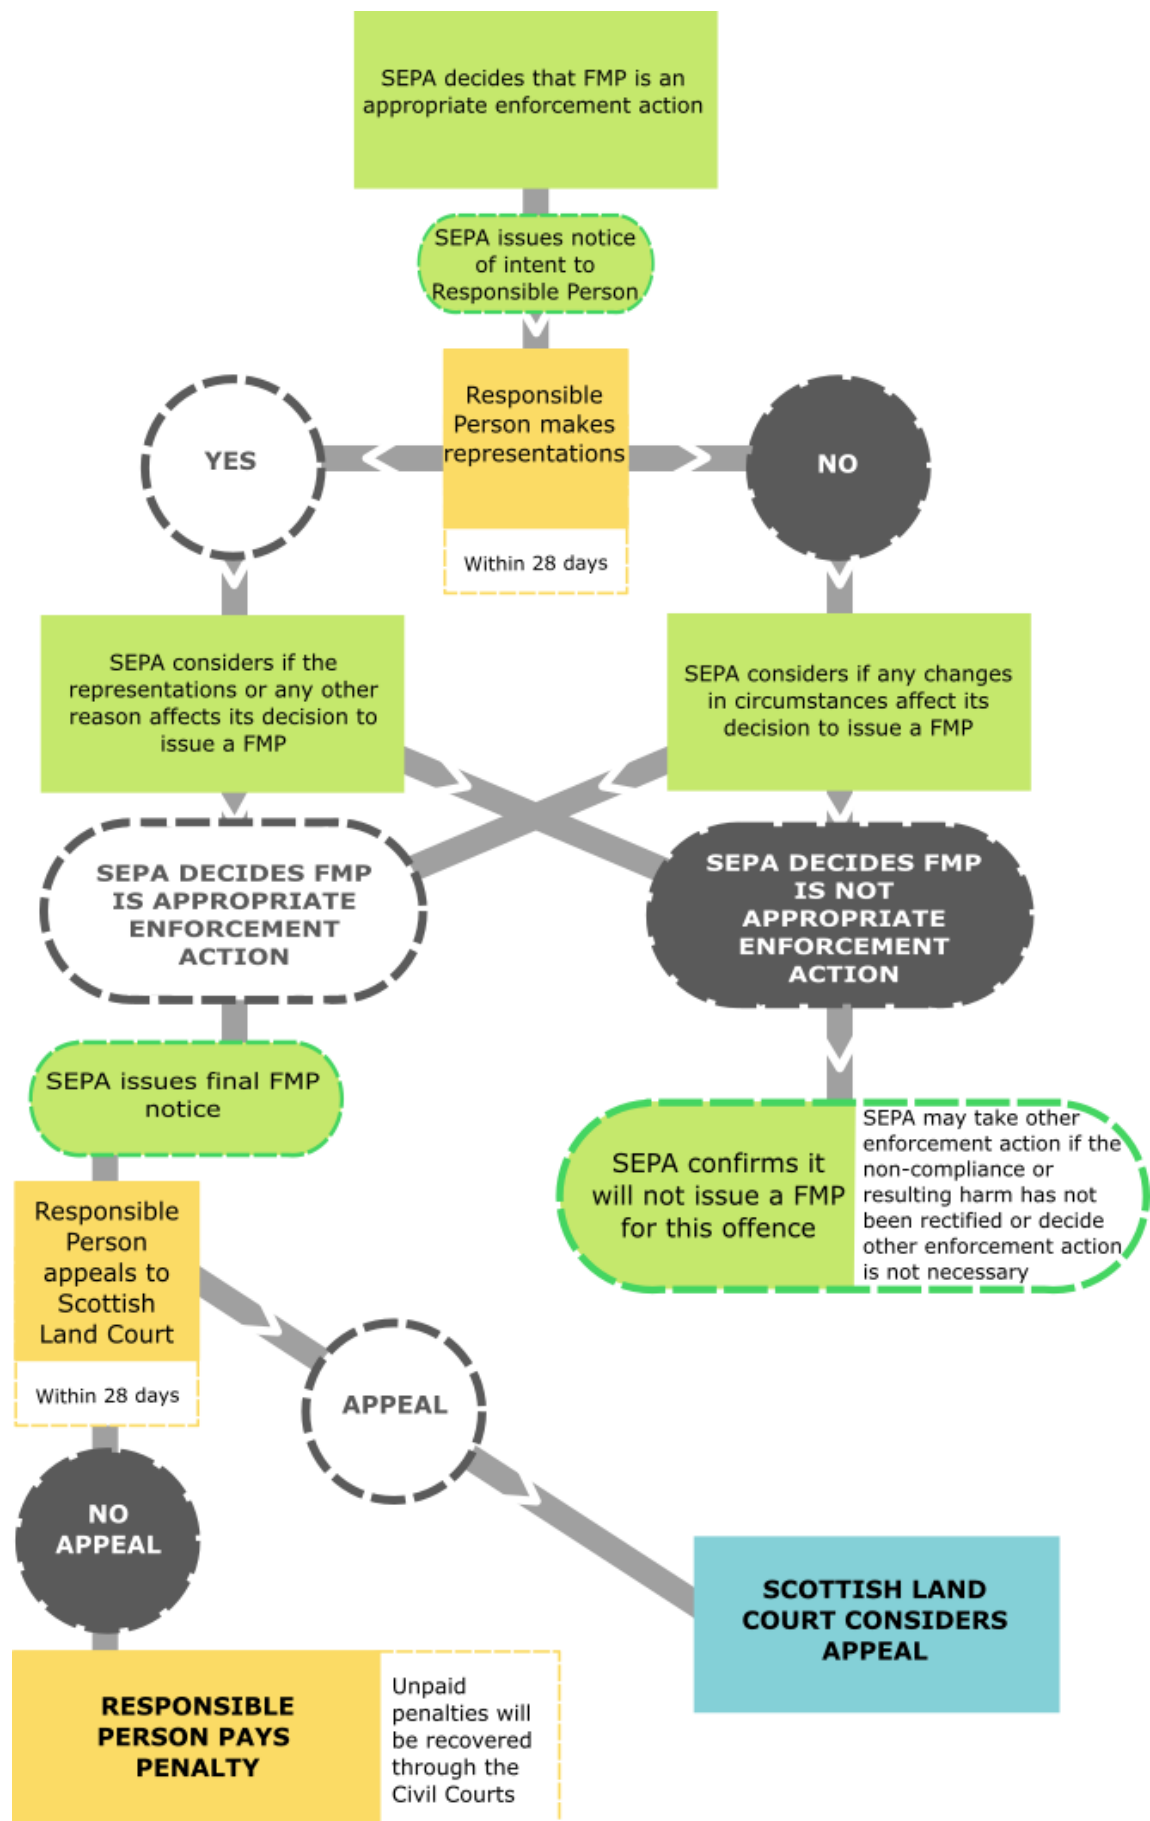 SEPA decides that FMP is an
appropriate enforcement action
SEPA issues notice
of intent to
Responsible Person
Responsible
Person makes
representations
Within 28 days
YES
NO
SEPA considers if the
representations or any other
reason affects its decision to
issue a FMP
SEPA considers if any changes
in circumstances affect its
decision to issue a FMP
SEPA DECIDES FMP
IS APPROPRIATE
ENFORCEMENT
ACTION
SEPA DECIDES FMP
IS NOT
APPROPRIATE
ENFORCEMENT
ACTION
SEPA issues final FMP
notice
SEPA confirms it
will not issue a FMP
for this offence
SEPA may take other
enforcement action if the
non-compliance or
resulting harm has not
been rectified or decide
other enforcement action
is not necessary
Responsible
Person
appeals to
Scottish
Land Court
Within 28 days
APPEAL
NO
APPEAL
SCOTTISH LAND
COURT CONSIDERS
APPEAL
RESPONSIBLE
PERSON PAYS
PENALTY
Unpaid
penalties will
be recovered
through the
Civil Courts